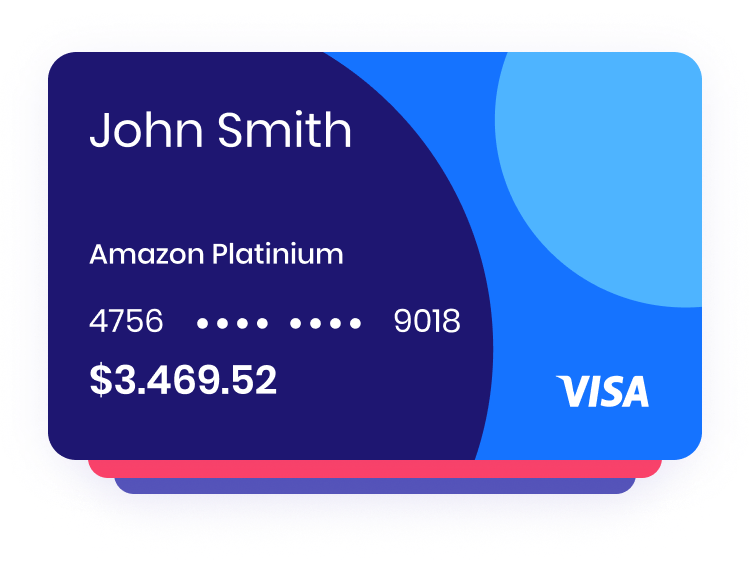 John Smith
Amazon Platinium
4756 •••• •••• 9018
$3.469.52
VISA